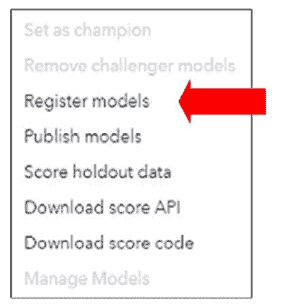 Set as champion
Remove challenger models
Register models
Publish models
Score holdout data
Download score API
Download score code
Manage Models